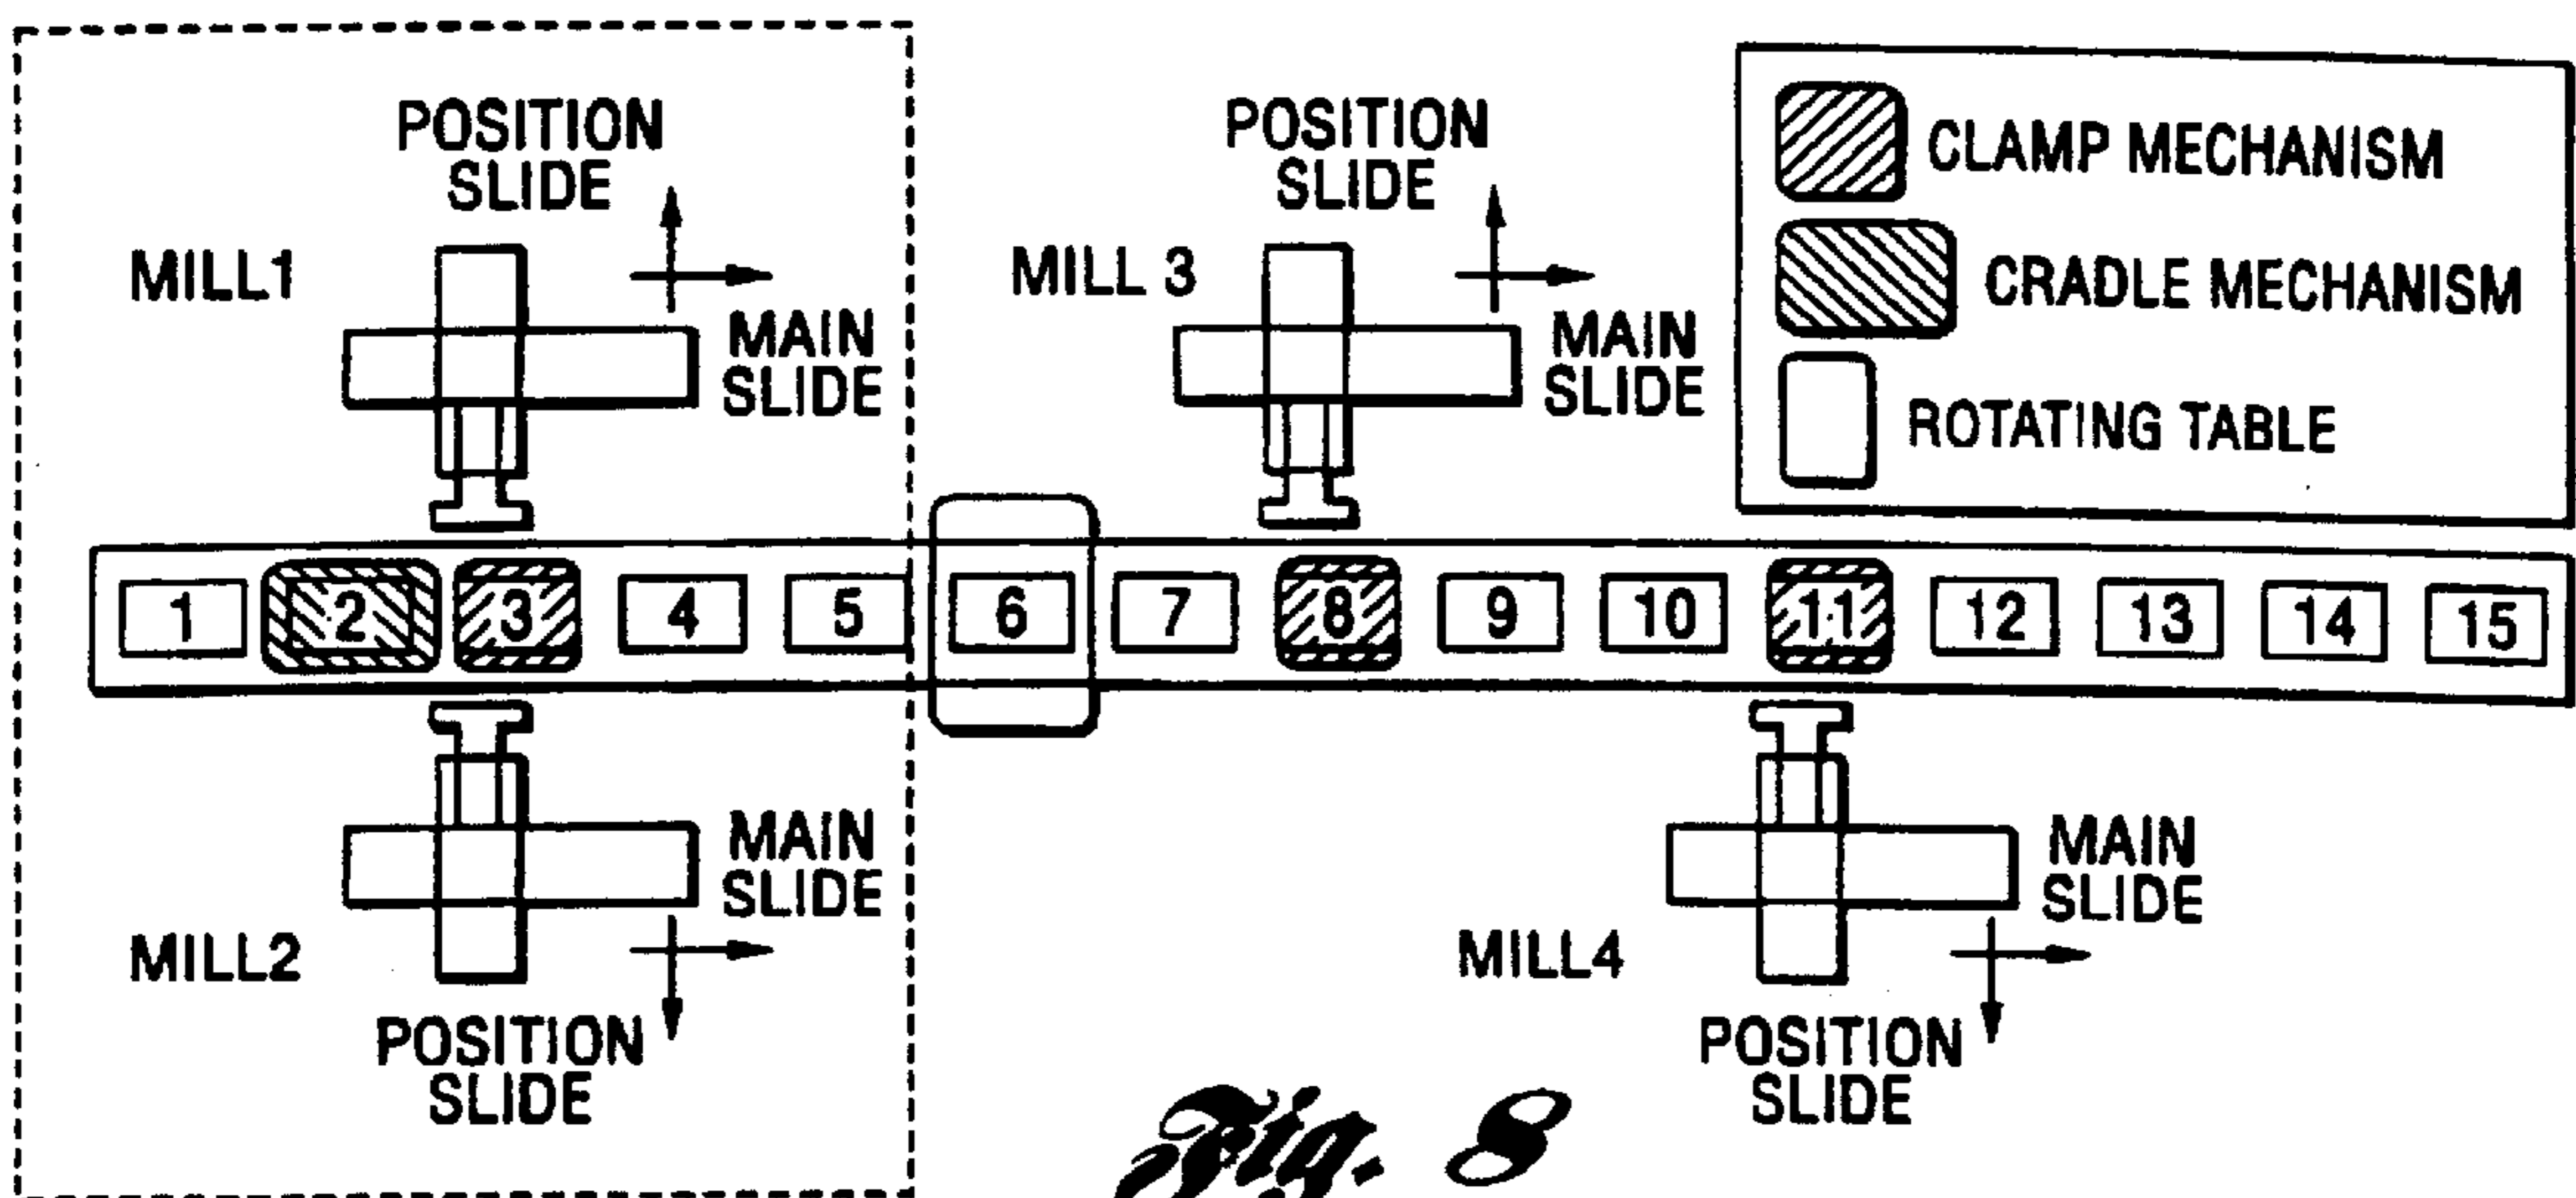 POSITION
SLIDE
MILL1
MAIN
SLIDE
POSITION
SLIDE
MILL 3
MAIN
SLIDE
CLAMP MECHANISM
CRADLE MECHANISM
ROTATING TABLE
1 2 3 4 5 6 7 8 9 10 11 12 13 14 15
MAIN
SLIDE
MILL2
POSITION
SLIDE
MAIN
SLIDE
MILL4
POSITION
SLIDE
Fig. 8